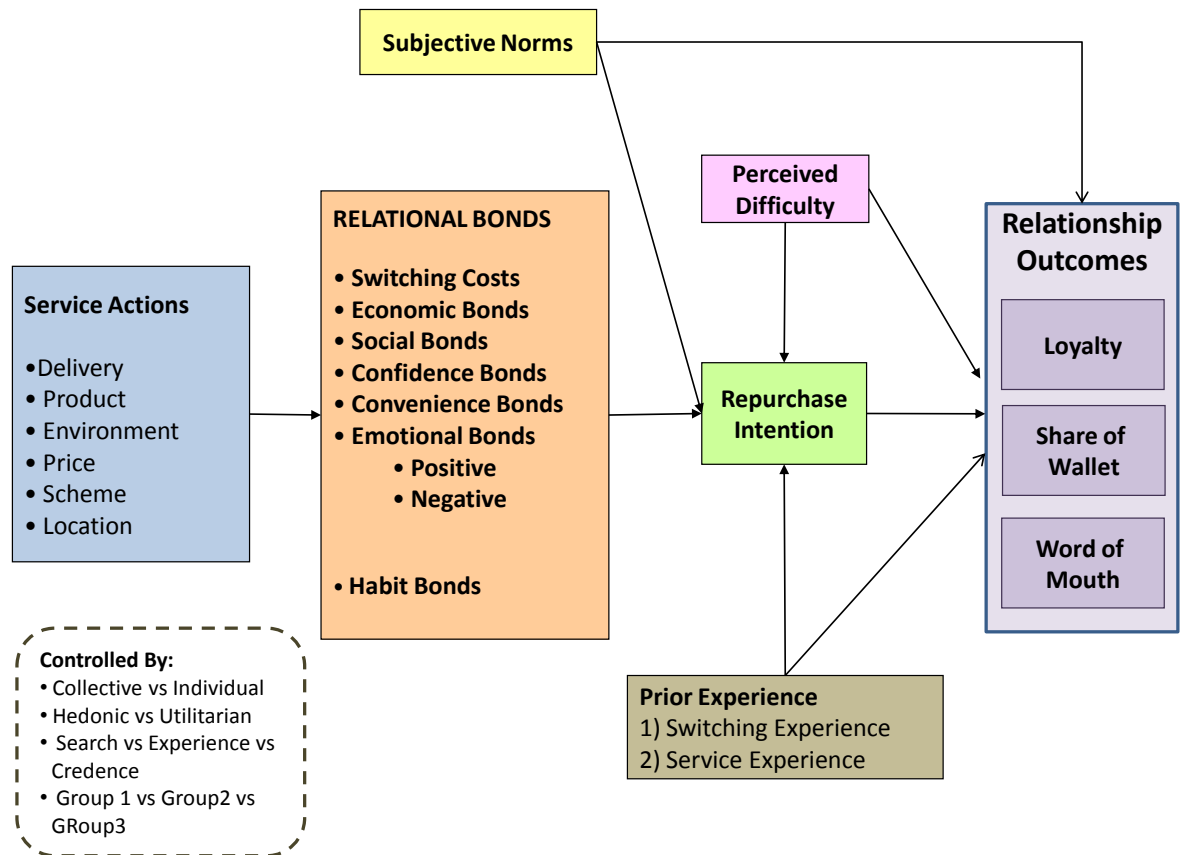 Subjective Norms
Perceived
Difficulty
Relationship
Outcomes
Loyalty
Share of
Wallet
Word of
Mouth
RELATIONAL BONDS
• Switching Costs
• Economic Bonds
• Social Bonds
• Confidence Bonds
• Convenience Bonds
• Emotional Bonds
• Positive
• Negative
• Habit Bonds
Service Actions
•Delivery
• Product
• Environment
• Price
• Scheme
• Location
Repurchase
Intention
Prior Experience
1) Switching Experience
2) Service Experience
Controlled By:
• Collective vs Individual
• Hedonic vs Utilitarian
• Search vs Experience vs
Credence
• Group 1 vs Group2 vs
GRoup3